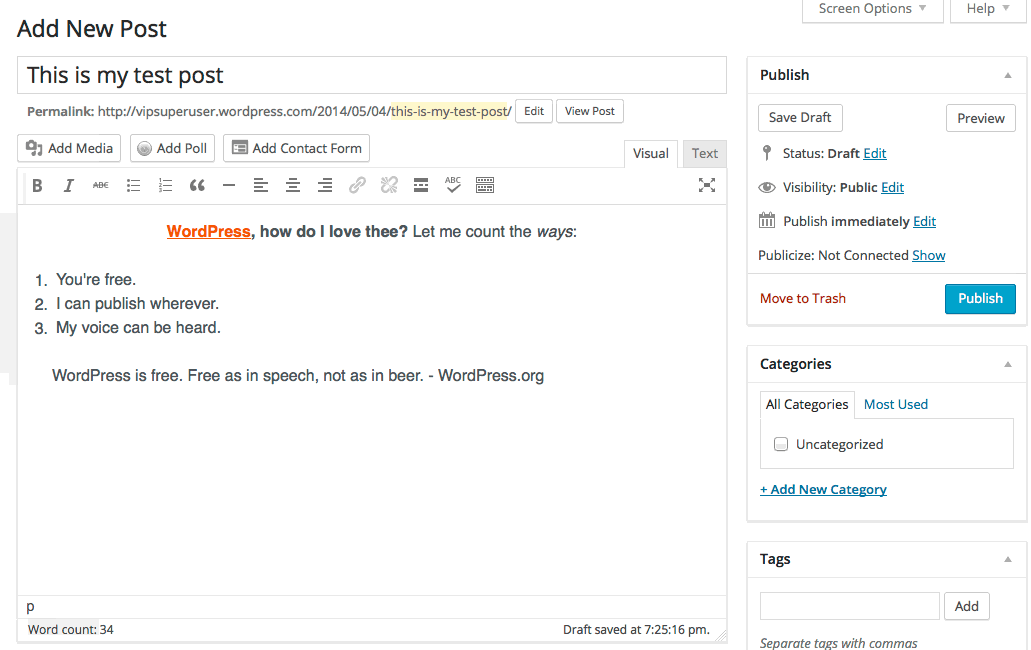 Screen Options
Help
Add New Post
This is my test post
Permalink: http://vipsuperuser.wordpress.com/2014/05/04/this-is-my-test-post/ Edit View Post
Add Media Add Poll Add Contact Form
Visual Text
B I ABC ABC
WordPress, how do I love thee? Let me count the ways:
1. You're free.
2. I can publish wherever.
3. My voice can be heard.
WordPress is free. Free as in speech, not as in beer. - WordPress.org
p
Word count: 34 Draft saved at 7:25:16 pm.
Publish
Save Draft Preview
Status: Draft Edit
Visibility: Public Edit
Publish immediately Edit
Publicize: Not Connected Show
Move to Trash Publish
Categories
All Categories Most Used
Uncategorized
+ Add New Category
Tags
Add
Separate tags with commas